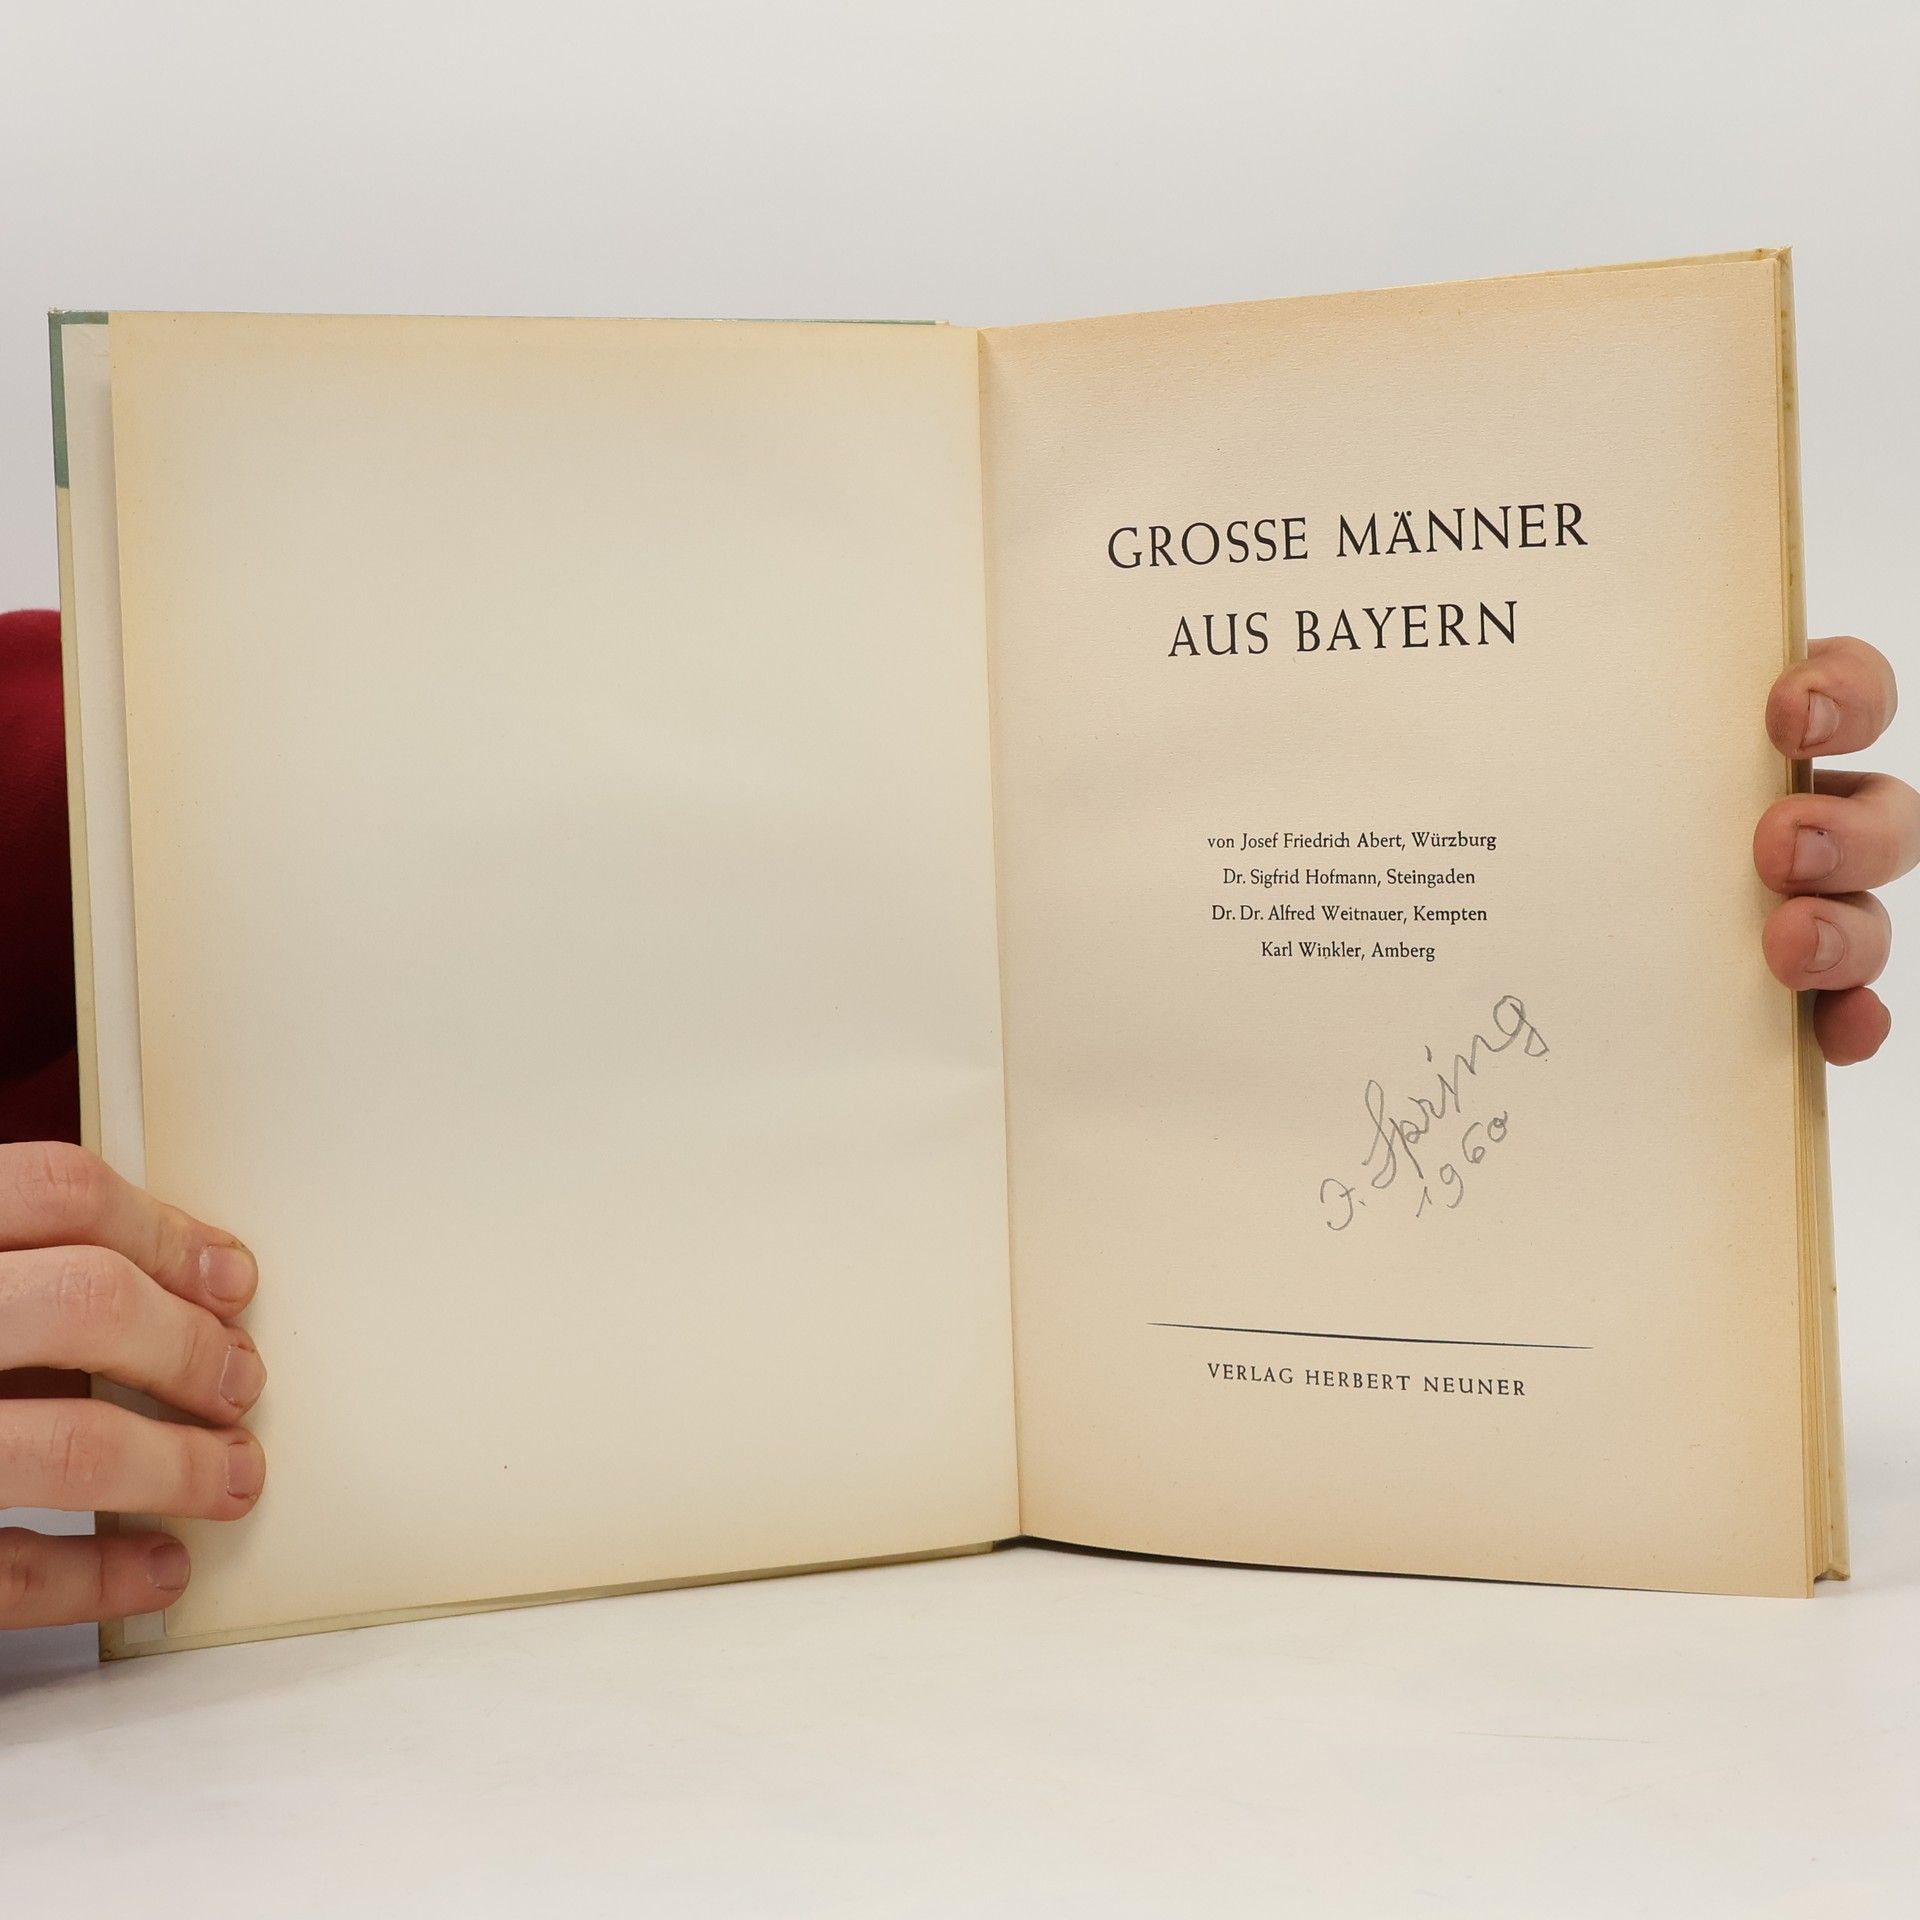 GROSSE MÄNNER
AUS BAYERN
von Josef Friedrich Abert, Würzburg
Dr. Sigfrid Hofmann, Steingaden
Dr. Dr. Alfred Weitnauer, Kempten
Karl Winkler, Amberg
J. Spring
1960
VERLAG HERBERT NEUNER